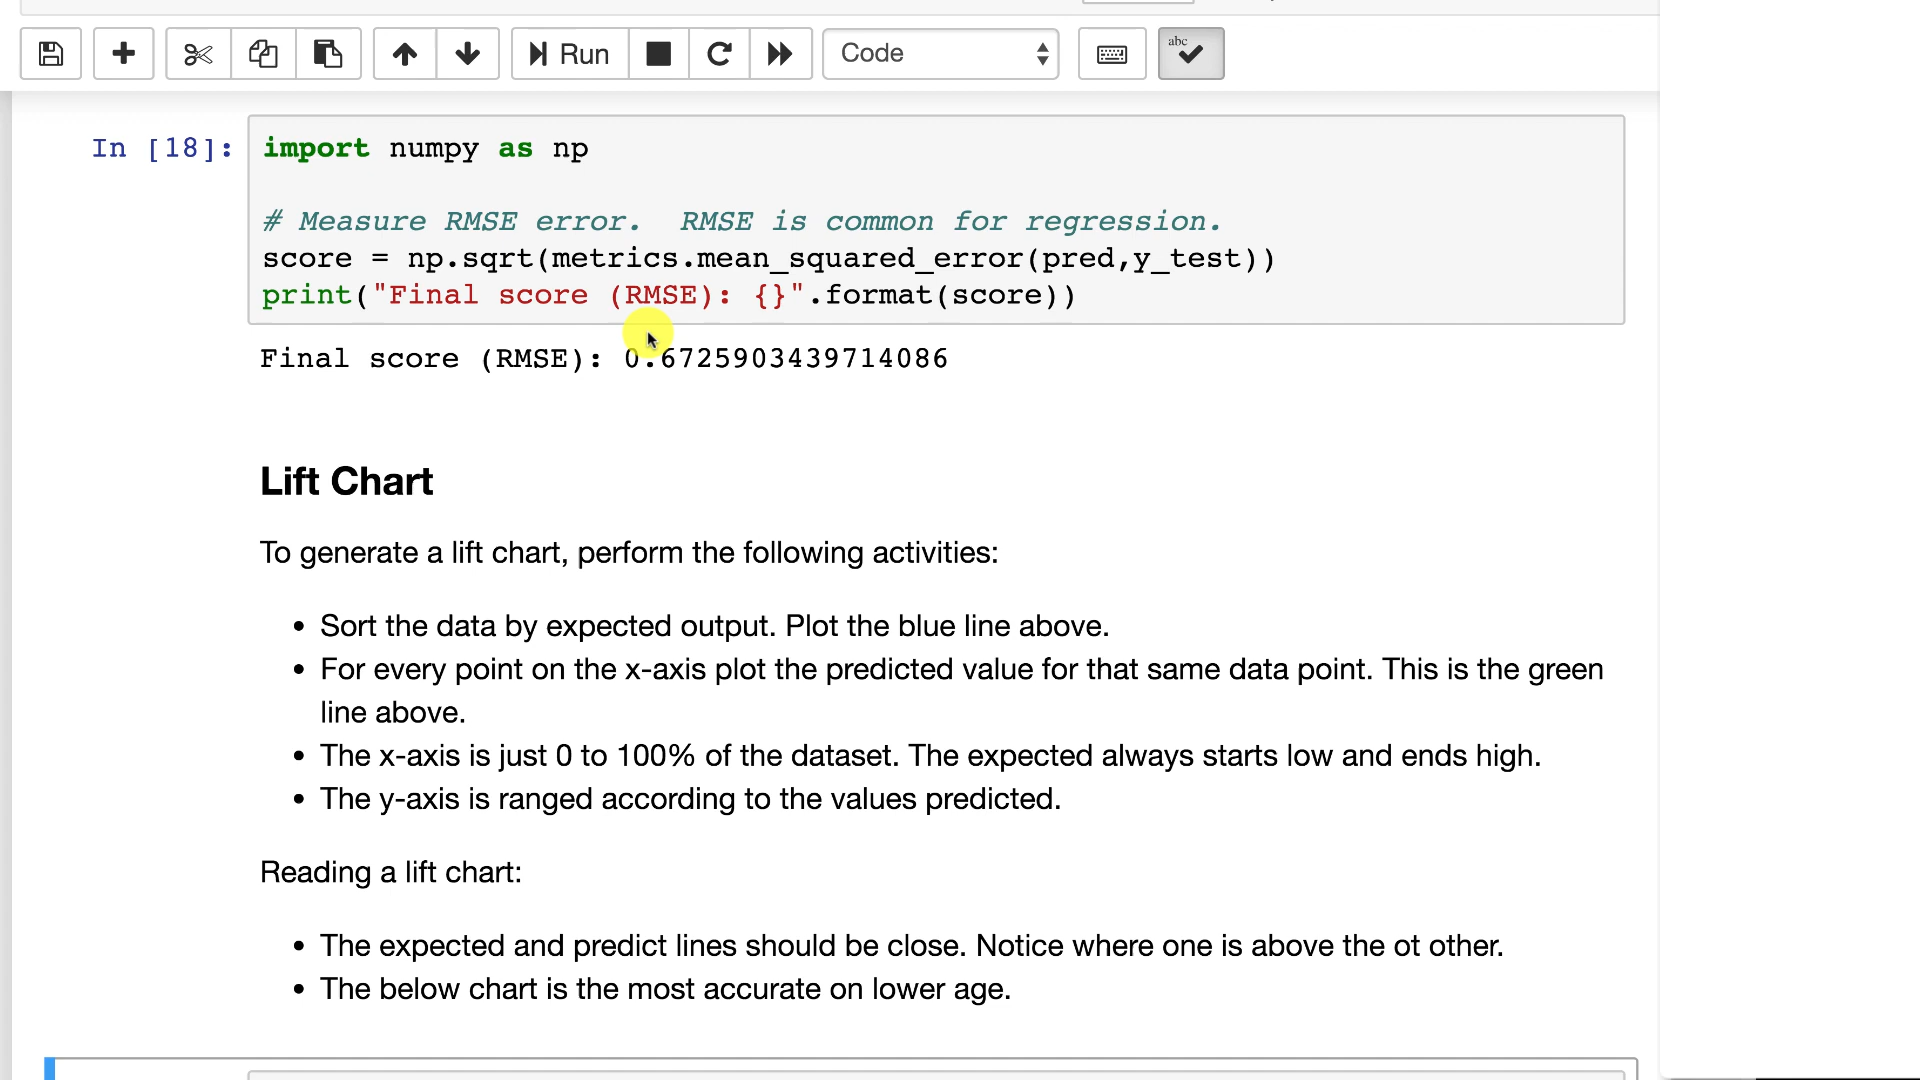 Run
Code
abc
In [18]:
import numpy as np
# Measure RMSE error.  RMSE is common for regression.
score = np.sqrt(metrics.mean_squared_error(pred,y_test))
print("Final score (RMSE): {}".format(score))
Final score (RMSE): 0.6725903439714086
Lift Chart
To generate a lift chart, perform the following activities:
• Sort the data by expected output. Plot the blue line above.
• For every point on the x-axis plot the predicted value for that same data point. This is the green
line above.
• The x-axis is just 0 to 100% of the dataset. The expected always starts low and ends high.
• The y-axis is ranged according to the values predicted.
Reading a lift chart:
• The expected and predict lines should be close. Notice where one is above the ot other.
• The below chart is the most accurate on lower age.